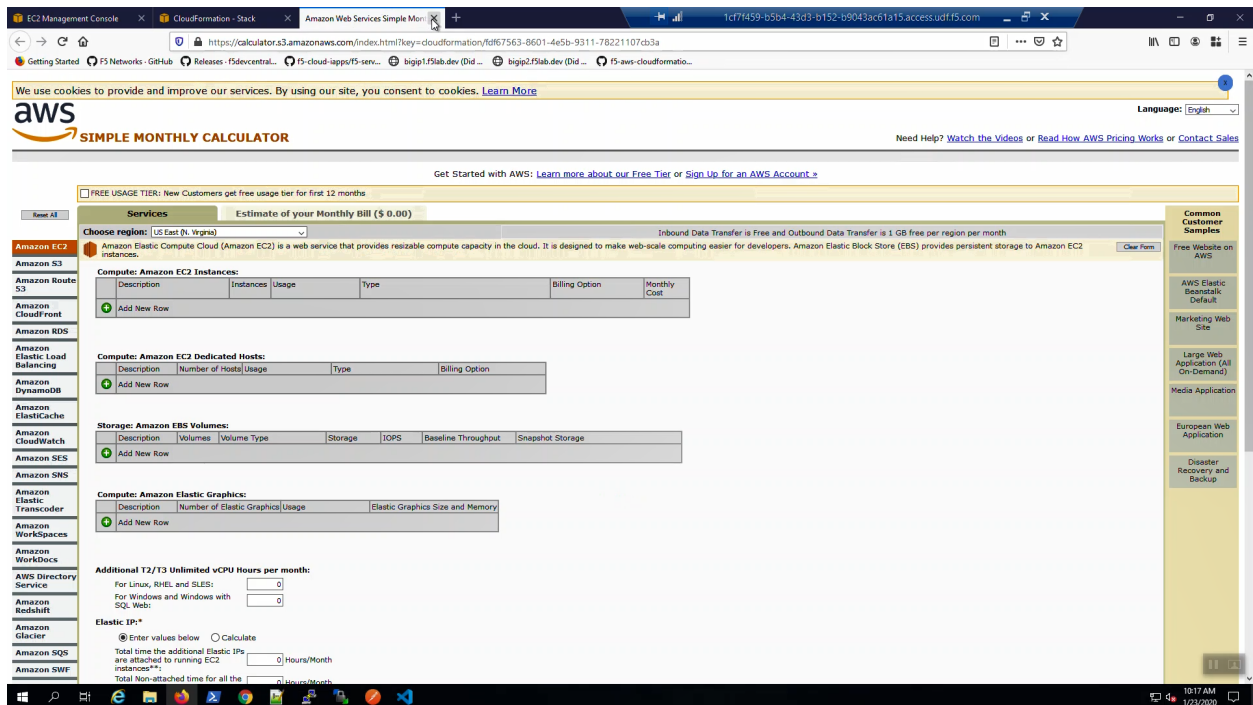 EC2 Management Console
CloudFormation - Stack
Amazon Web Services Simple Mon
1cf7f459-b5b4-43d3-b152-b9043ac61a15.access.udf.f5.com
https://calculator.s3.amazonaws.com/index.html?key=cloudformation/fdf67563-8601-4e5b-9311-78221107cb3a
Getting Started
F5 Networks · GitHub
Releases · f5devcentral...
f5-cloud-iapps/f5-serv...
bigip1.f5lab.dev (Did ...
bigip2.f5lab.dev (Did ...
f5-aws-cloudformatio...
We use cookies to provide and improve our services. By using our site, you consent to cookies. Learn More
x
aws
SIMPLE MONTHLY CALCULATOR
Language: English
Need Help? Watch the Videos or Read How AWS Pricing Works or Contact Sales
Get Started with AWS: Learn more about our Free Tier or Sign Up for an AWS Account »
FREE USAGE TIER: New Customers get free usage tier for first 12 months
Reset All
Services
Estimate of your Monthly Bill ($ 0.00)
Choose region: US East (N. Virginia)
Inbound Data Transfer is Free and Outbound Data Transfer is 1 GB free per region per month
Amazon Elastic Compute Cloud (Amazon EC2) is a web service that provides resizable compute capacity in the cloud. It is designed to make web-scale computing easier for developers. Amazon Elastic Block Store (EBS) provides persistent storage to Amazon EC2
instances.
Clear Form
Amazon EC2
Amazon S3
Amazon Route
53
Amazon
CloudFront
Amazon RDS
Amazon
Elastic Load
Balancing
Amazon
DynamoDB
Amazon
ElastiCache
Amazon
CloudWatch
Amazon SES
Amazon SNS
Amazon
Elastic
Transcoder
Amazon
WorkSpaces
Amazon
WorkDocs
AWS Directory
Service
Amazon
Redshift
Amazon
Glacier
Amazon SQS
Amazon SWF
Compute: Amazon EC2 Instances:
Description Instances Usage Type Billing Option Monthly
Cost
Add New Row
Compute: Amazon EC2 Dedicated Hosts:
Description Number of Hosts Usage Type Billing Option
Add New Row
Storage: Amazon EBS Volumes:
Description Volumes Volume Type Storage IOPS Baseline Throughput Snapshot Storage
Add New Row
Compute: Amazon Elastic Graphics:
Description Number of Elastic Graphics Usage Elastic Graphics Size and Memory
Add New Row
Additional T2/T3 Unlimited vCPU Hours per month:
For Linux, RHEL and SLES: 0
For Windows and Windows with
SQL Web: 0
Elastic IP:*
Enter values below Calculate
Total time the additional Elastic IPs
are attached to running EC2 0 Hours/Month
instances**:
Total Non-attached time for all the 0 Hours/Month
Common
Customer
Samples
Free Website on
AWS
AWS Elastic
Beanstalk
Default
Marketing Web
Site
Large Web
Application (All
On-Demand)
Media Application
European Web
Application
Disaster
Recovery and
Backup
10:17 AM
1/23/2020